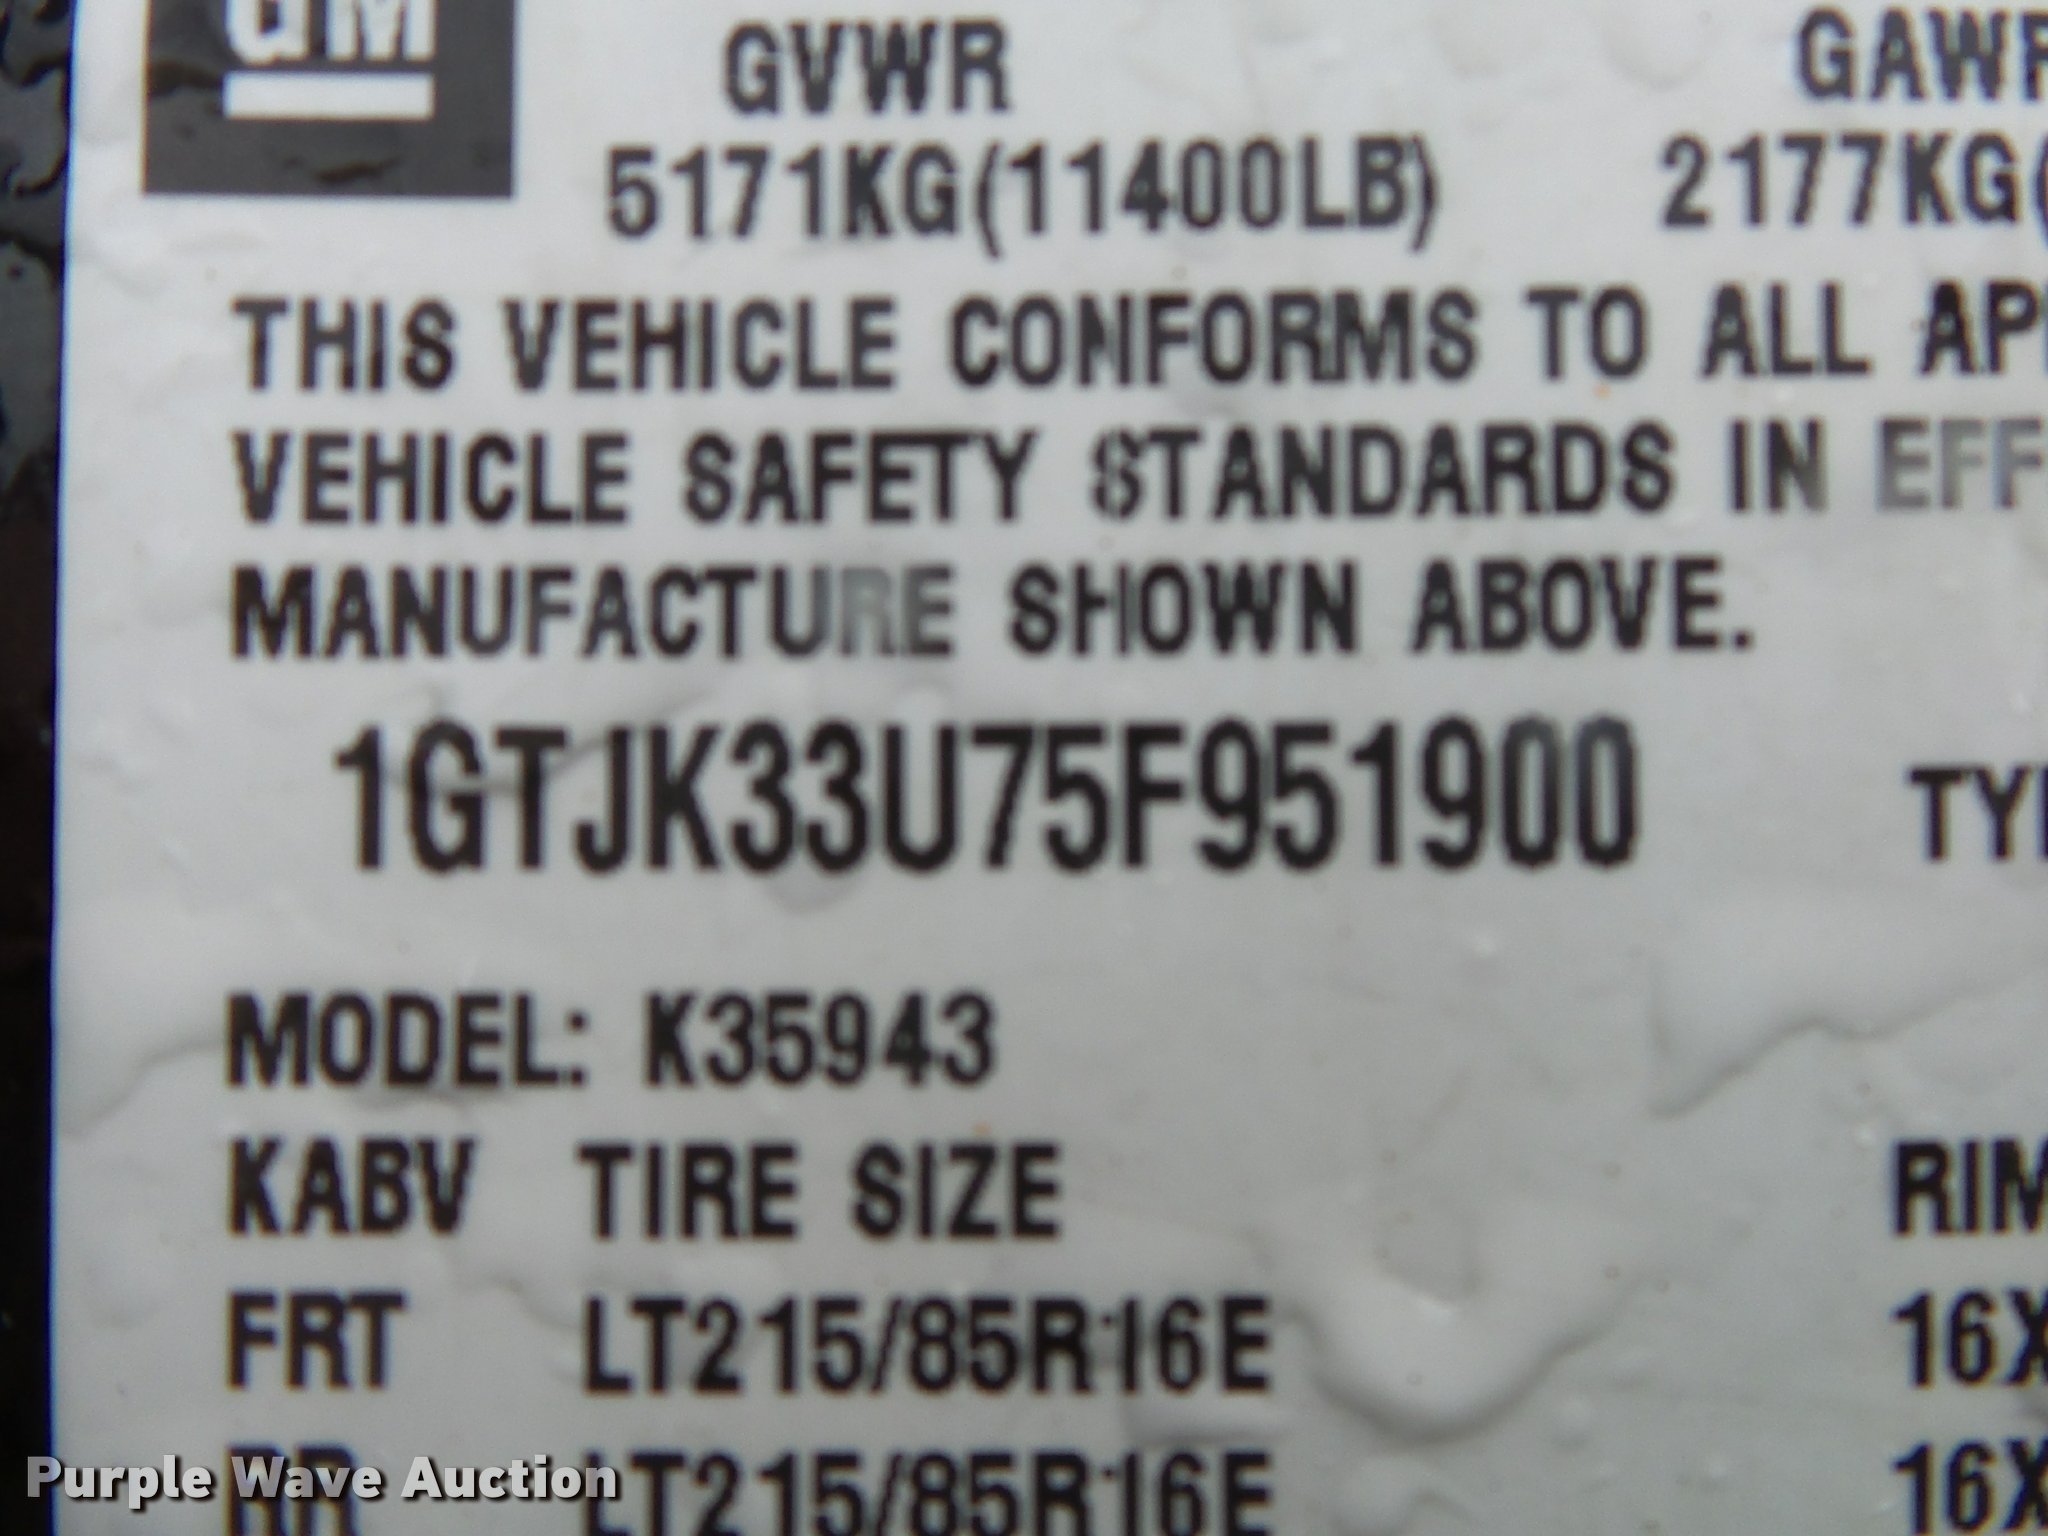 GM
GVWR GAWR
5171KG(11400LB) 2177KG(
THIS VEHICLE CONFORMS TO ALL
VEHICLE SAFETY STANDARDS IN EFF
MANUFACTURE SHOWN ABOVE.
1GTJK33U75F951900
MODEL: K35943
KABV TIRE SIZE RIM
FRT LT215/85R16E 16X
RR LT215/85R16E 16X
Purple Wave Auction